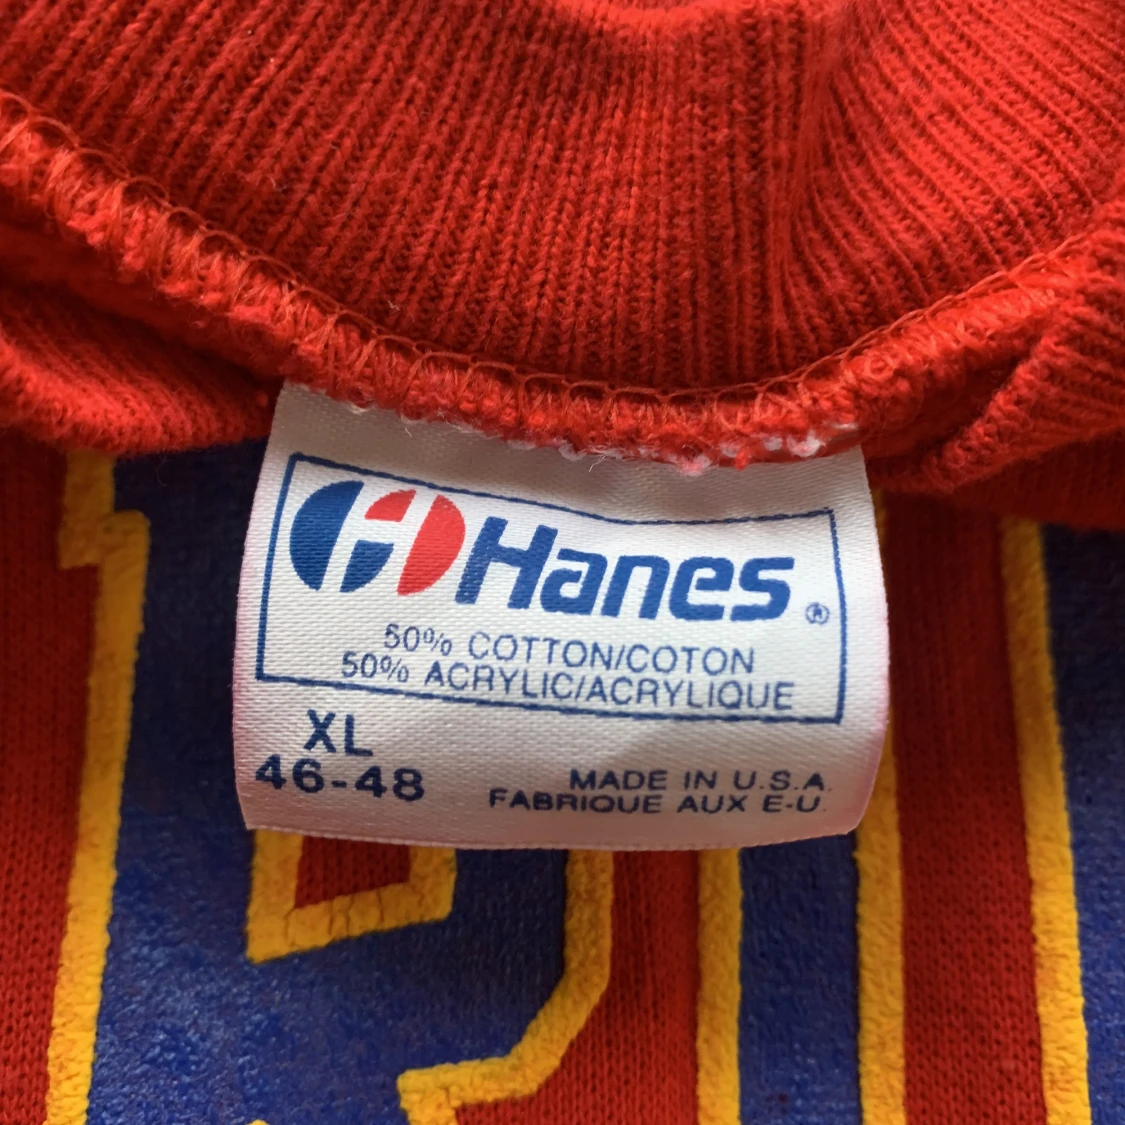 Hanes ®
50% COTTON/COTON
50% ACRYLIC/ACRYLIQUE
XL
46-48
MADE IN U.S.A.
FABRIQUE AUX E-U.